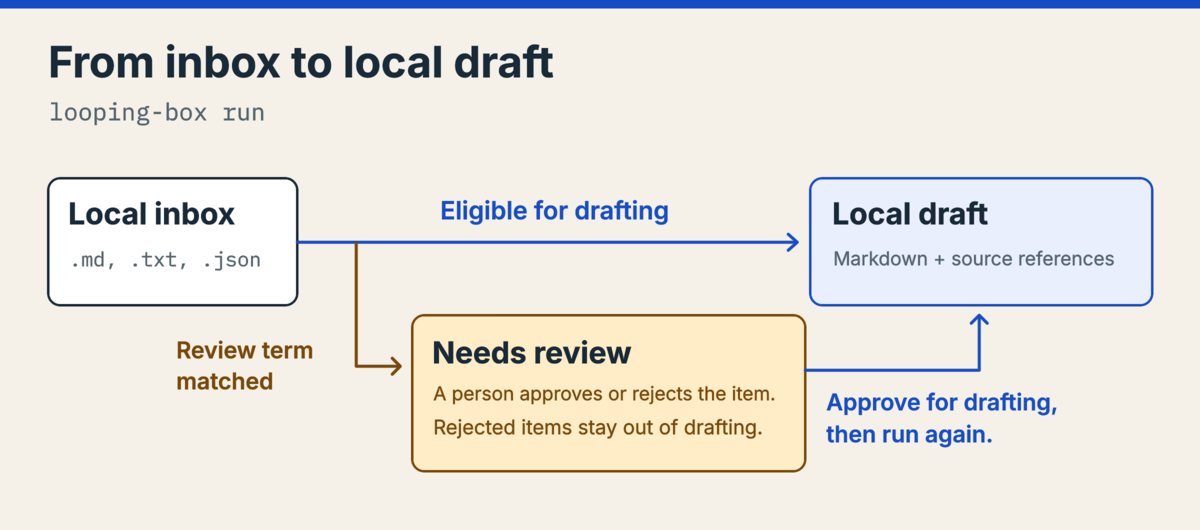 From inbox to local draft
looping-box run
Local inbox
.md, .txt, .json
Eligible for drafting
Local draft
Markdown + source references
Review term
matched
Needs review
A person approves or rejects the item.
Rejected items stay out of drafting.
Approve for drafting,
then run again.